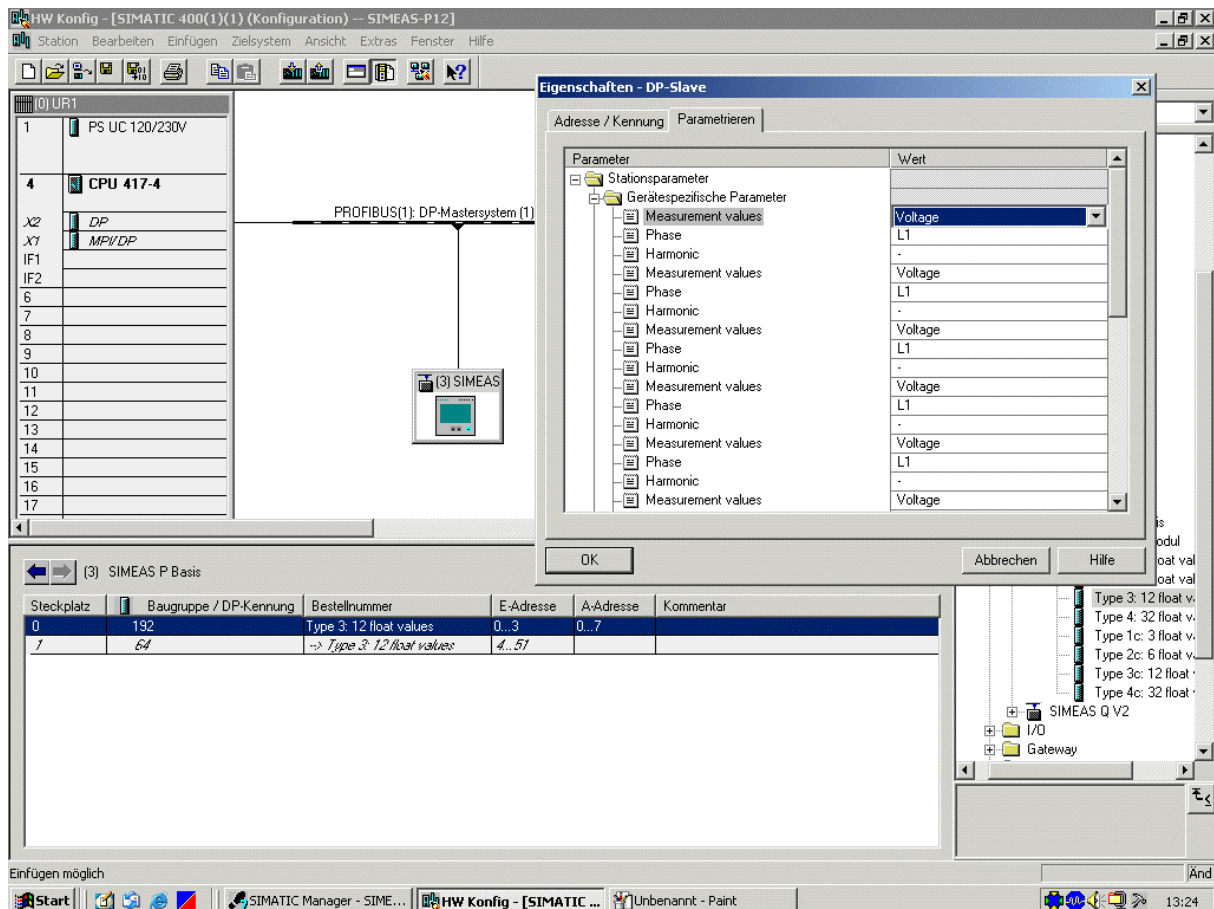 HW Konfig - [SIMATIC 400(1)(1) (Konfiguration) -- SIMEAS-P12]
Station Bearbeiten Einfügen Zielsystem Ansicht Extras Fenster Hilfe
(0) UR1
1 PS UC 120/230V
4 CPU 417-4
X2 DP
X1 MPI/DP
IF1
IF2
6
7
8
9
10
11
12
13
14
15
16
17
PROFIBUS(1): DP-Mastersystem (1)
(3) SIMEAS
Eigenschaften - DP-Slave
Adresse / Kennung Parametrieren
Parameter Wert
Stationsparameter
Gerätespezifische Parameter
Measurement values Voltage
Phase L1
Harmonic -
Measurement values Voltage
Phase L1
Harmonic -
Measurement values Voltage
Phase L1
Harmonic -
Measurement values Voltage
Phase L1
Harmonic -
Measurement values Voltage
Phase L1
Harmonic -
Measurement values Voltage
OK Abbrechen Hilfe
(3) SIMEAS P Basis
Steckplatz Baugruppe / DP-Kennung Bestellnummer E-Adresse A-Adresse Kommentar
0 192 Type 3: 12 float values 0...3 0...7
1 64 --> Type 3: 12 float values 4...51
is
odul
oat val
oat val
Type 3: 12 float v
Type 4: 32 float v
Type 1c: 3 float v
Type 2c: 6 float v
Type 3c: 12 float
Type 4c: 32 float
SIMEAS Q V2
I/O
Gateway
Einfügen möglich Änd
Start SIMATIC Manager - SIME... HW Konfig - [SIMATIC ... Unbenannt - Paint 13:24